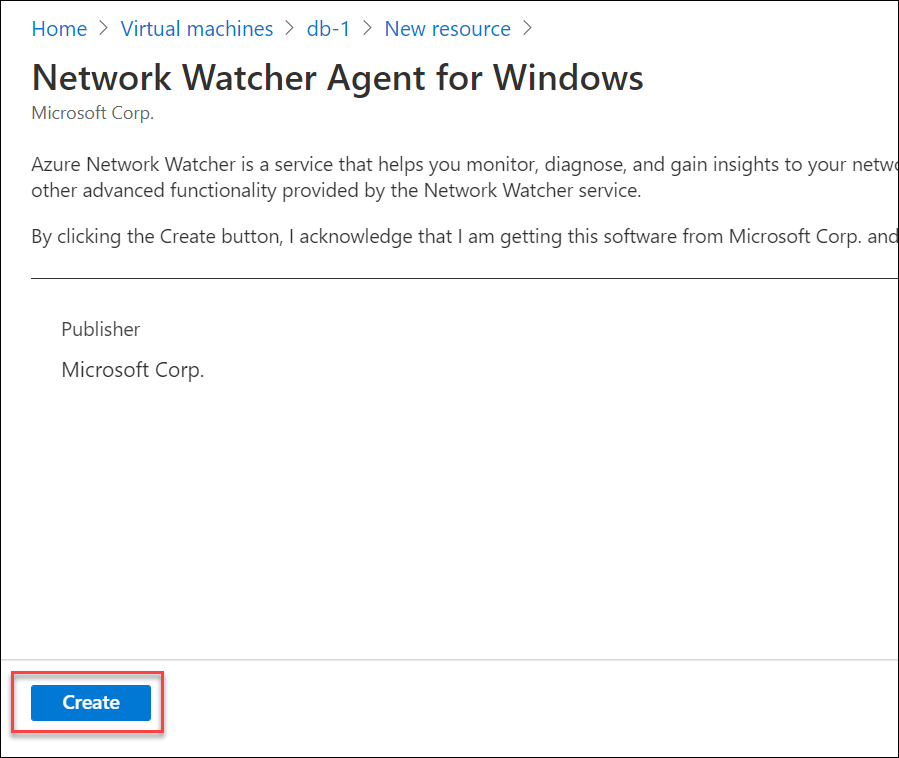 Home > Virtual machines > db-1 > New resource >
Network Watcher Agent for Windows
Microsoft Corp.
Azure Network Watcher is a service that helps you monitor, diagnose, and gain insights to your
other advanced functionality provided by the Network Watcher service.
By clicking the Create button, I acknowledge that I am getting this software from Microsoft Corp. and
Publisher
Microsoft Corp.
Create